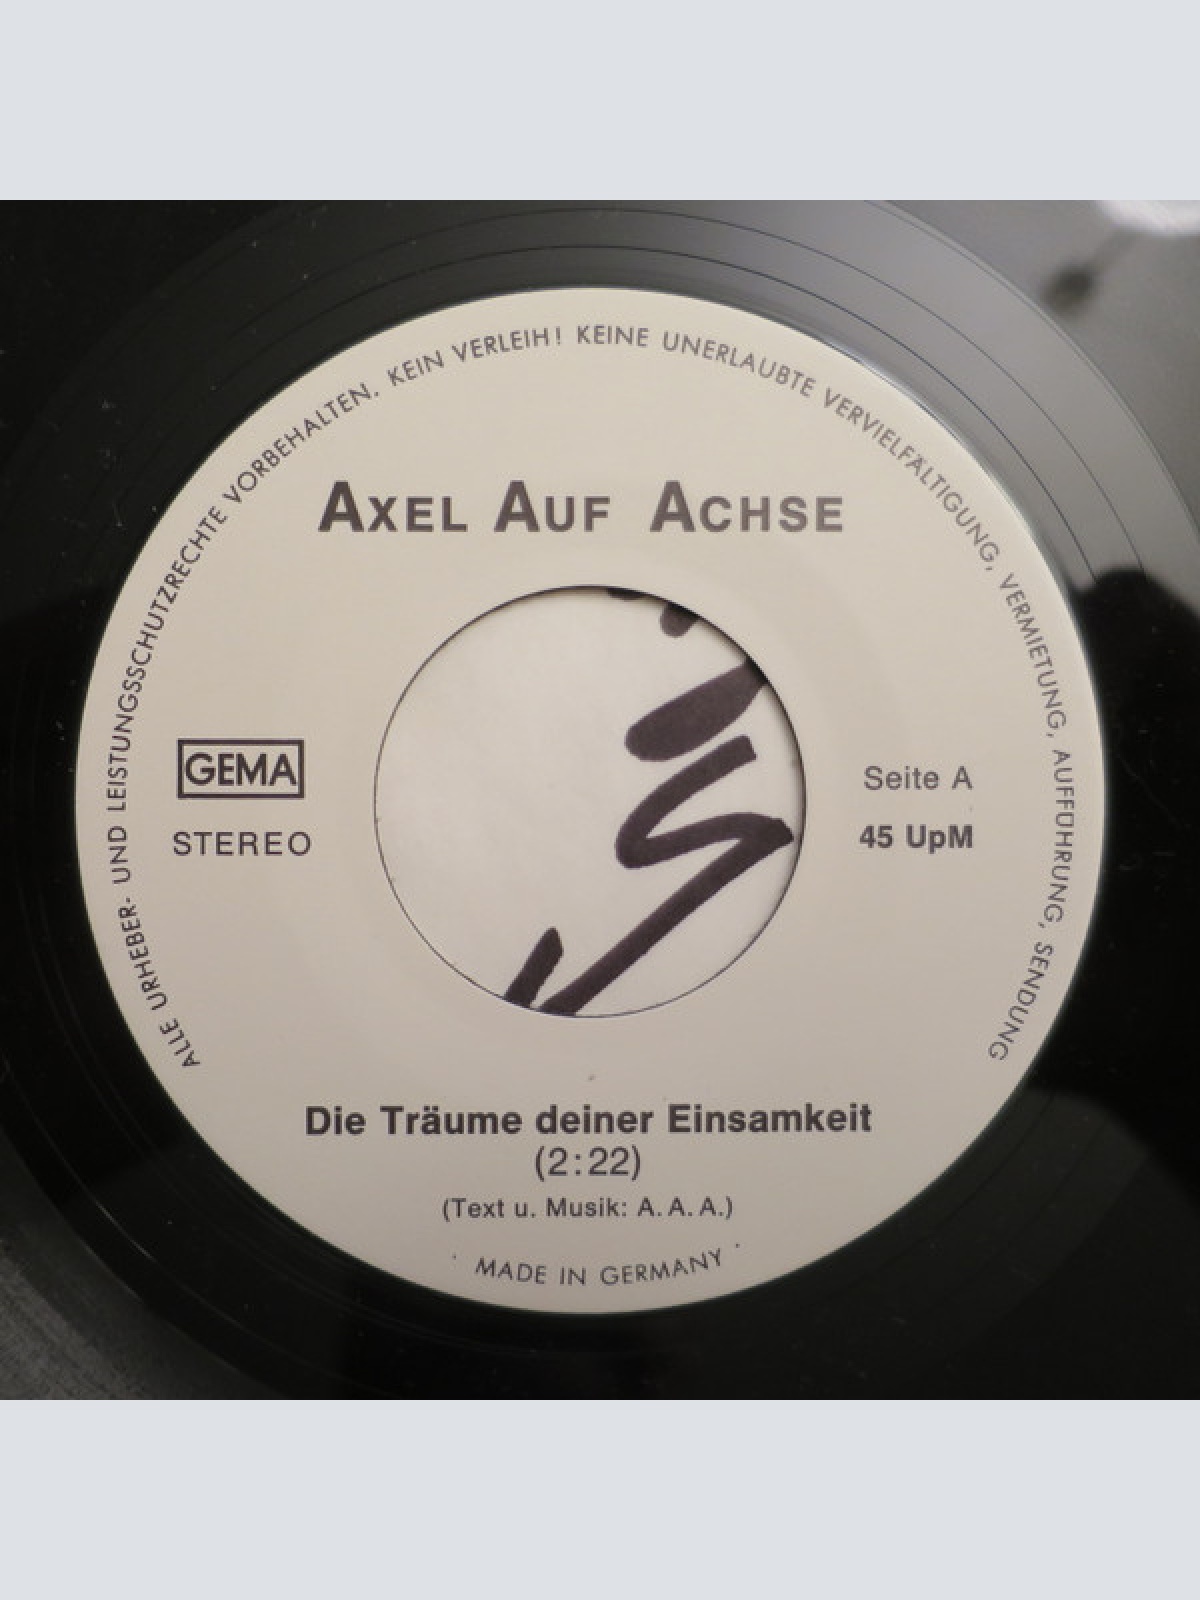 ALLE URHEBER- UND LEISTUNGSSCHUTZRECHTE VORBEHALTEN. KEIN VERLEIH! KEINE UNERLAUBTE VERVIELFÄLTIGUNG, VERMIETUNG, AUFFÜHRUNG, SENDUNG
AXEL AUF ACHSE
GEMA
STEREO
Seite A
45 UpM
Die Träume deiner Einsamkeit
(2:22)
(Text u. Musik: A. A. A.)
· MADE IN GERMANY ·